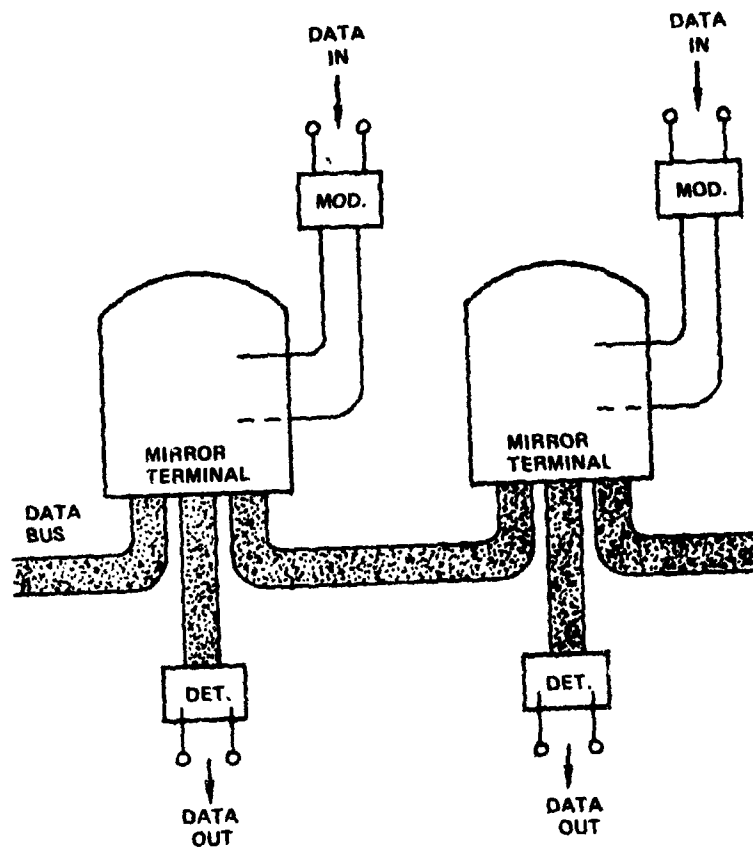 DATA
IN
DATA
IN
MOD.
MOD.
MIRROR
TERMINAL
MIRROR
TERMINAL
DATA
BUS
DET.
DET.
DATA
OUT
DATA
OUT